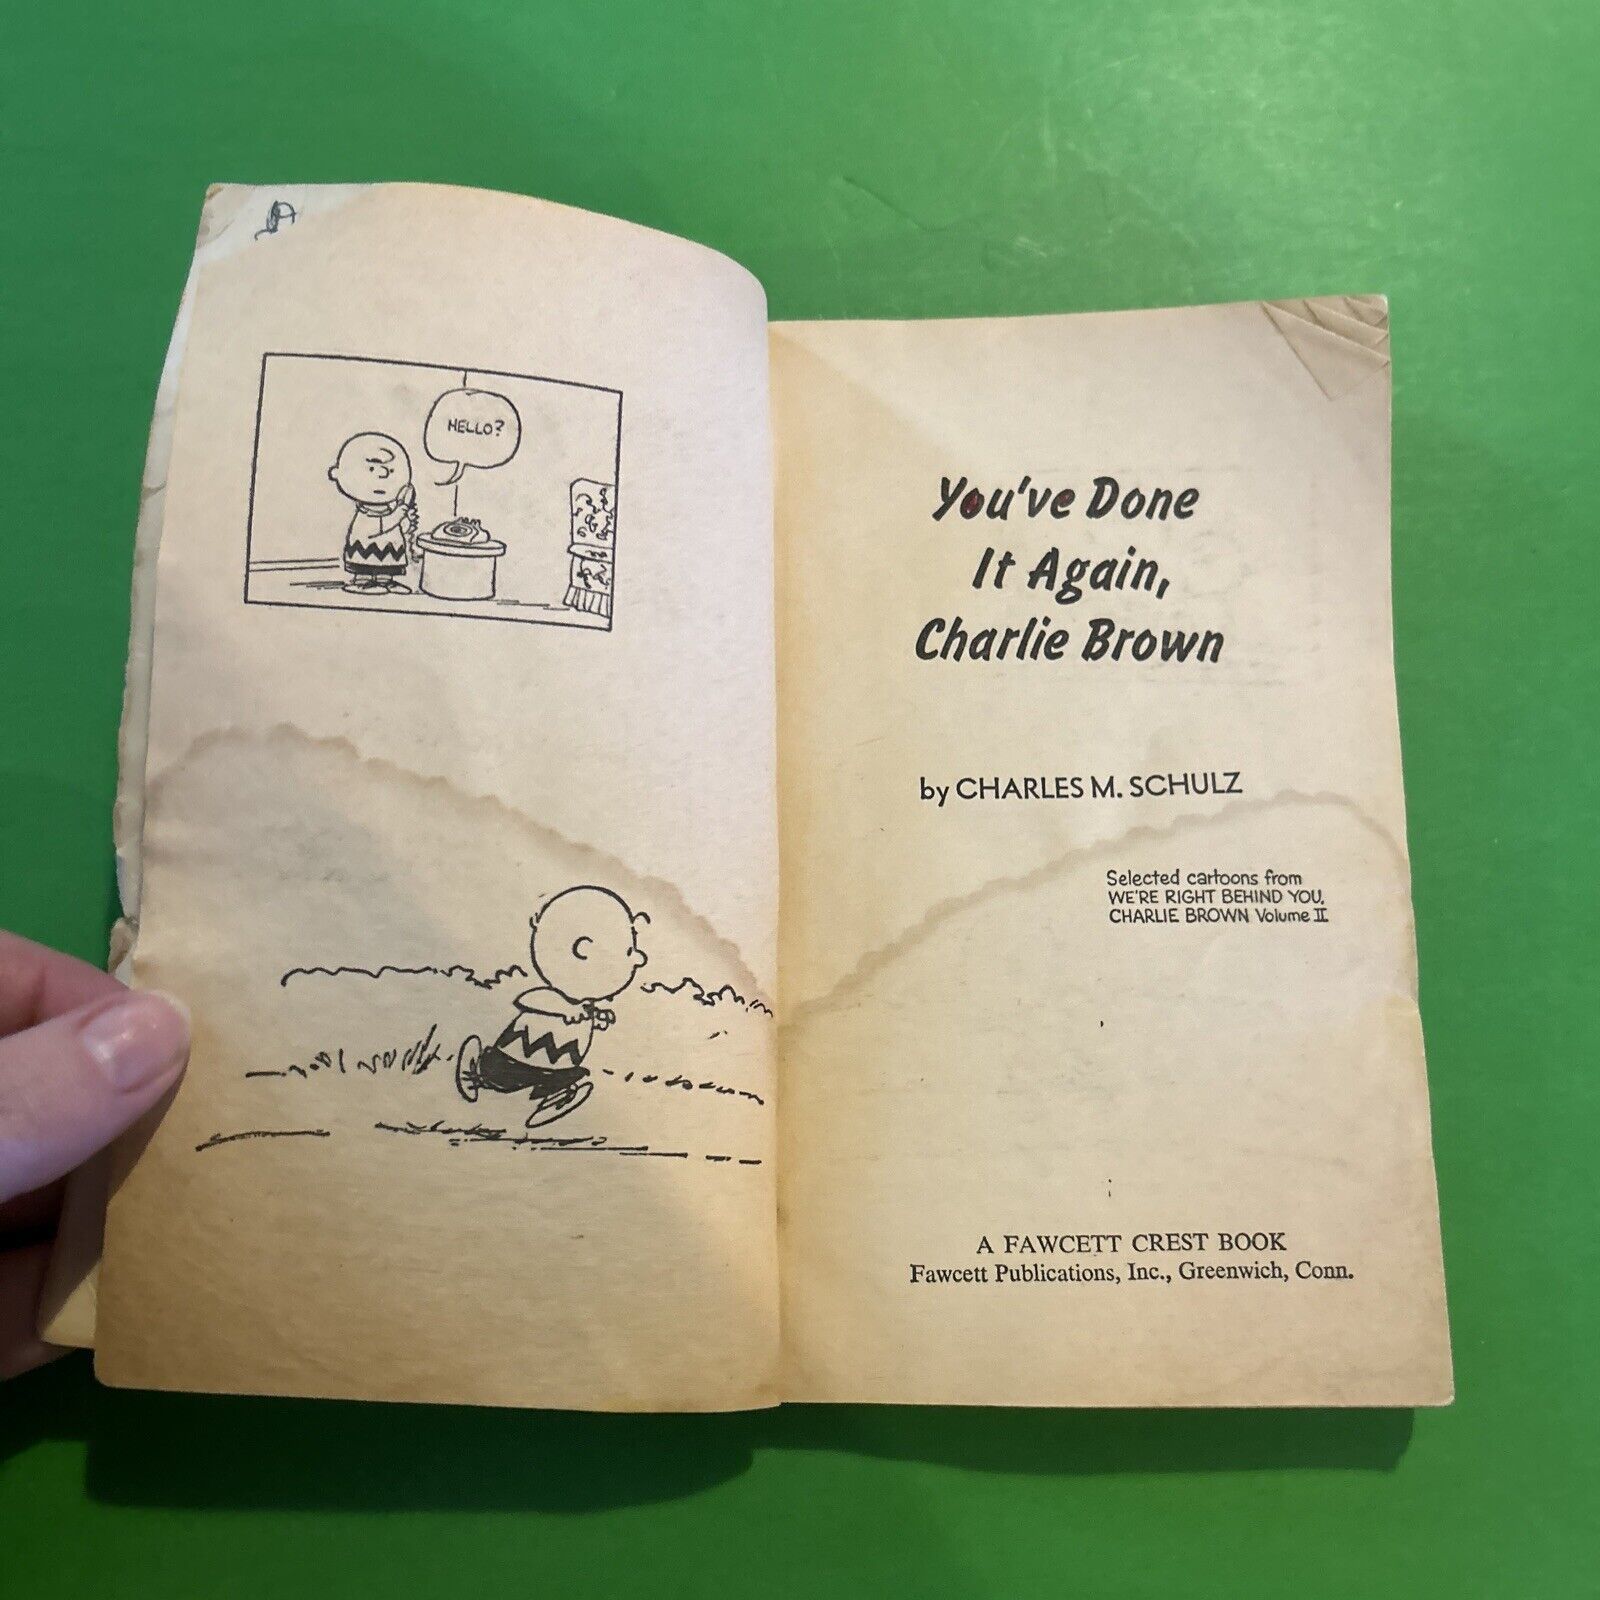 HELLO?
You've Done
It Again,
Charlie Brown
by CHARLES M. SCHULZ
Selected cartoons from
WE'RE RIGHT BEHIND YOU,
CHARLIE BROWN Volume II
A FAWCETT CREST BOOK
Fawcett Publications, Inc., Greenwich, Conn.